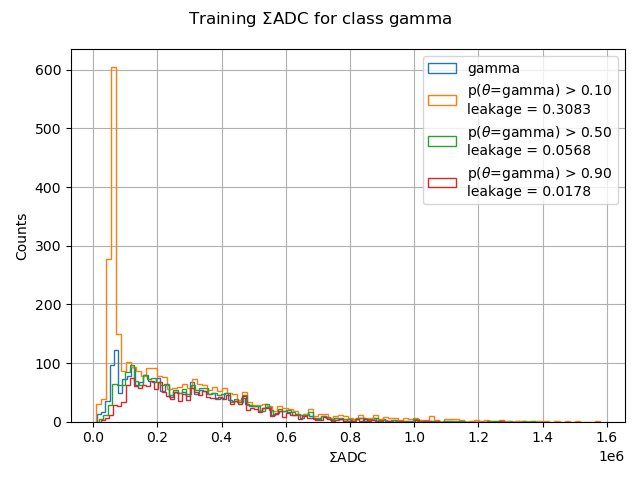 Training ΣADC for class gamma
gamma
p(θ=gamma) > 0.10
leakage = 0.3083
p(θ=gamma) > 0.50
leakage = 0.0568
p(θ=gamma) > 0.90
leakage = 0.0178
Counts
600
500
400
300
200
100
0
0.0 0.2 0.4 0.6 0.8 1.0 1.2 1.4 1.6
1e6
ΣADC